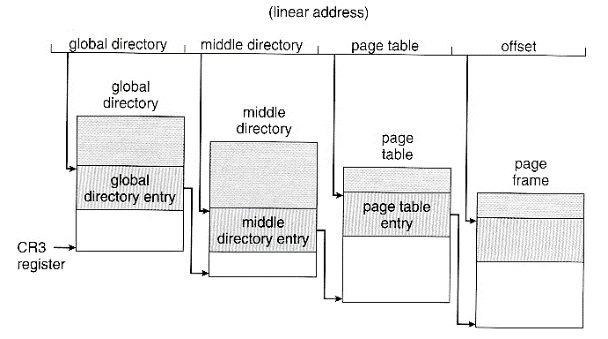 (linear address)
global directory
middle directory
page table
offset
global
directory
middle
directory
page
table
page
frame
global
directory entry
middle
directory entry
page table
entry
CR3
register